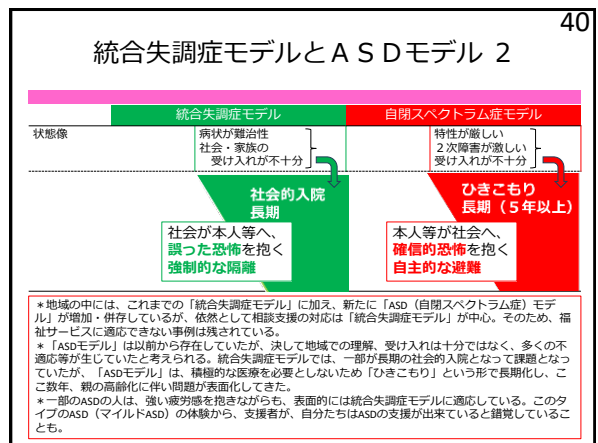 40
統合失調症モデルとＡＳＤモデル 2
統合失調症モデル
自閉スペクトラム症モデル
状態像
病状が難治性
社会・家族の
受け入れが不十分
特性が厳しい
２次障害が激しい
受け入れが不十分
社会的入院
長期
ひきこもり
長期（５年以上）
社会が本人等へ、
誤った恐怖を抱く
強制的な隔離
本人等が社会へ、
確信的恐怖を抱く
自主的な避難
＊地域の中には、これまでの「統合失調症モデル」に加え、新たに「ASD（自閉スペクトラム症）モデ
ル」が増加・併存しているが、依然として相談支援の対応は「統合失調症モデル」が中心。そのため、福
祉サービスに適応できない事例は残されている。
＊「ASDモデル」は以前から存在していたが、決して地域での理解、受け入れは十分ではなく、多くの不
適応等が生じていたと考えられる。統合失調症モデルでは、一部が長期の社会的入院となって課題となっ
ていたが、「ASDモデル」は、積極的な医療を必要としないため「ひきこもり」という形で長期化し、こ
こ数年、親の高齢化に伴い問題が表面化してきた。
＊一部のASDの人は、強い疲労感を抱きながらも、表面的には統合失調症モデルに適応している。このタ
イプのASD（マイルドASD）の体験から、支援者が、自分たちはASDの支援が出来ていると錯覚しているこ
とも。